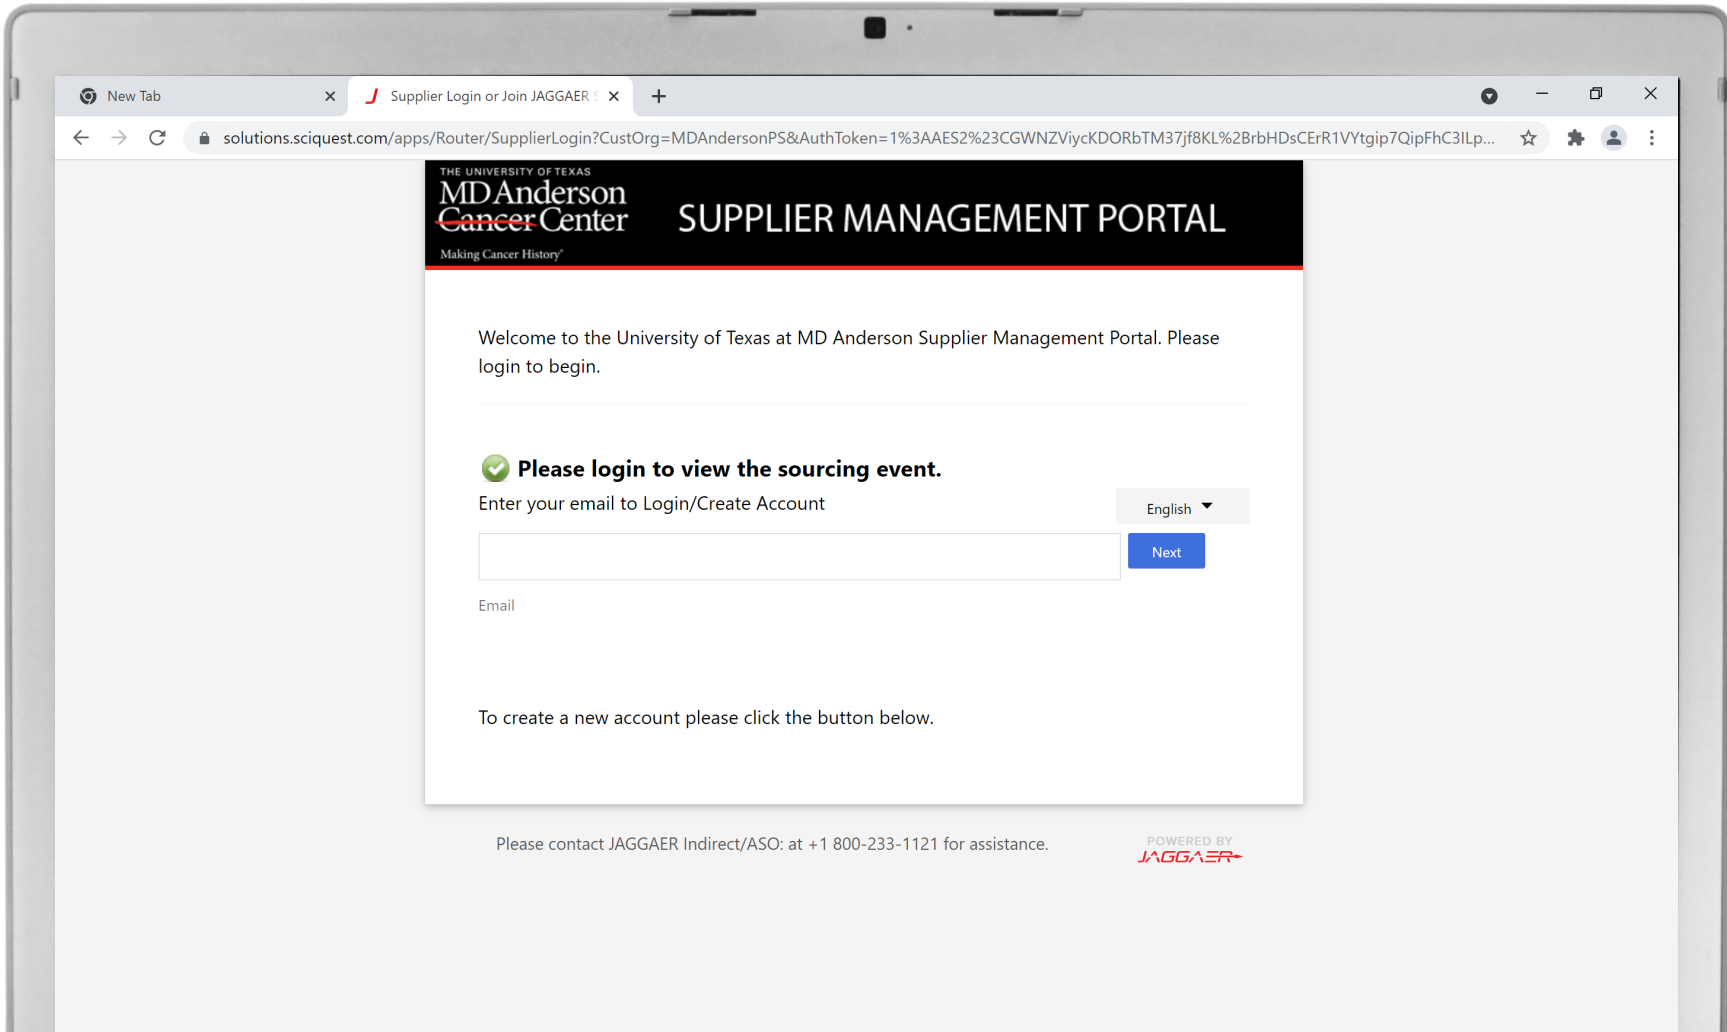 New Tab
Supplier Login or Join JAGGAER S
solutions.sciquest.com/apps/Router/SupplierLogin?CustOrg=MDAndersonPS&AuthToken=1%3AAES2%23CGWNZViycKDORbTM37jf8KL%2BrbHDsCErR1VYtgip7QipFhC3ILp...
THE UNIVERSITY OF TEXAS
MD Anderson
Cancer Center
Making Cancer History®
SUPPLIER MANAGEMENT PORTAL
Welcome to the University of Texas at MD Anderson Supplier Management Portal. Please
login to begin.
Please login to view the sourcing event.
Enter your email to Login/Create Account
English
Next
Email
To create a new account please click the button below.
Please contact JAGGAER Indirect/ASO: at +1 800-233-1121 for assistance.
POWERED BY
JAGGAER